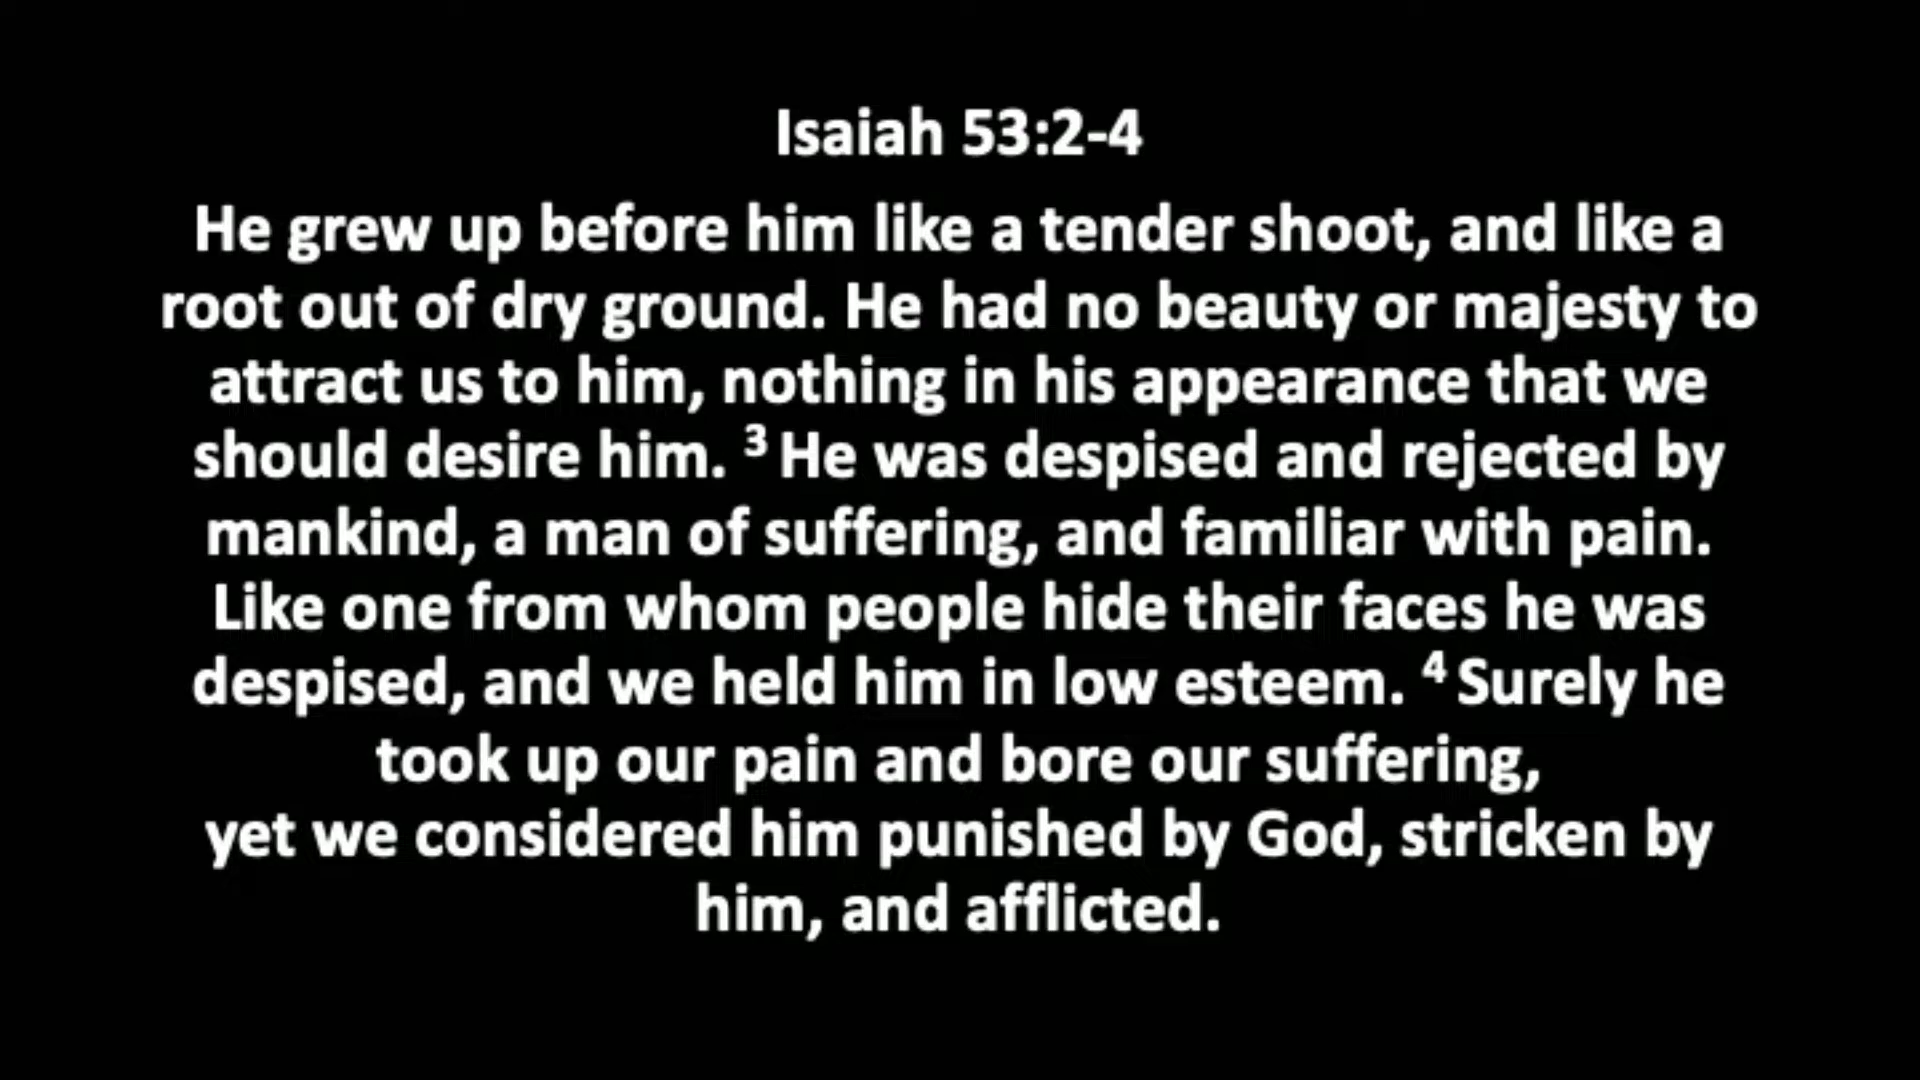 Isaiah 53:2-4
He grew up before him like a tender shoot, and like a
root out of dry ground. He had no beauty or majesty to
attract us to him, nothing in his appearance that we
should desire him. ³ He was despised and rejected by
mankind, a man of suffering, and familiar with pain.
Like one from whom people hide their faces he was
despised, and we held him in low esteem. ⁴ Surely he
took up our pain and bore our suffering,
yet we considered him punished by God, stricken by
him, and afflicted.